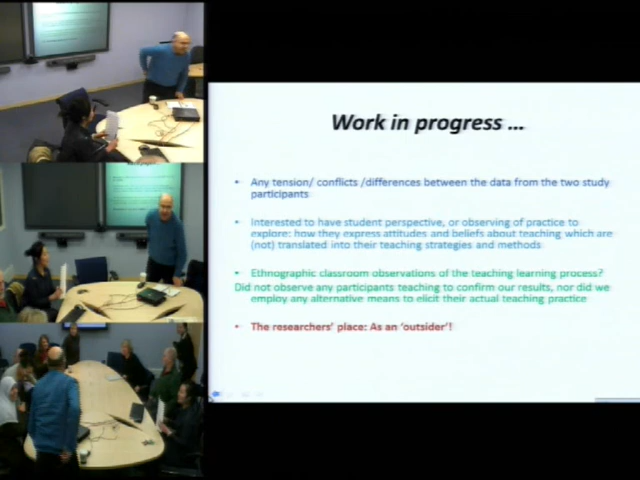 Work in progress ...
• Any tension/ conflicts /differences between the data from the two study
participants
• Interested to have student perspective, or observing of practice to
explore: how they express attitudes and beliefs about teaching which are
(not) translated into their teaching strategies and methods
• Ethnographic classroom observations of the teaching learning process?
Did not observe any participants teaching to confirm our results, nor did we
employ any alternative means to elicit their actual teaching practice
• The researchers' place: As an 'outsider'!